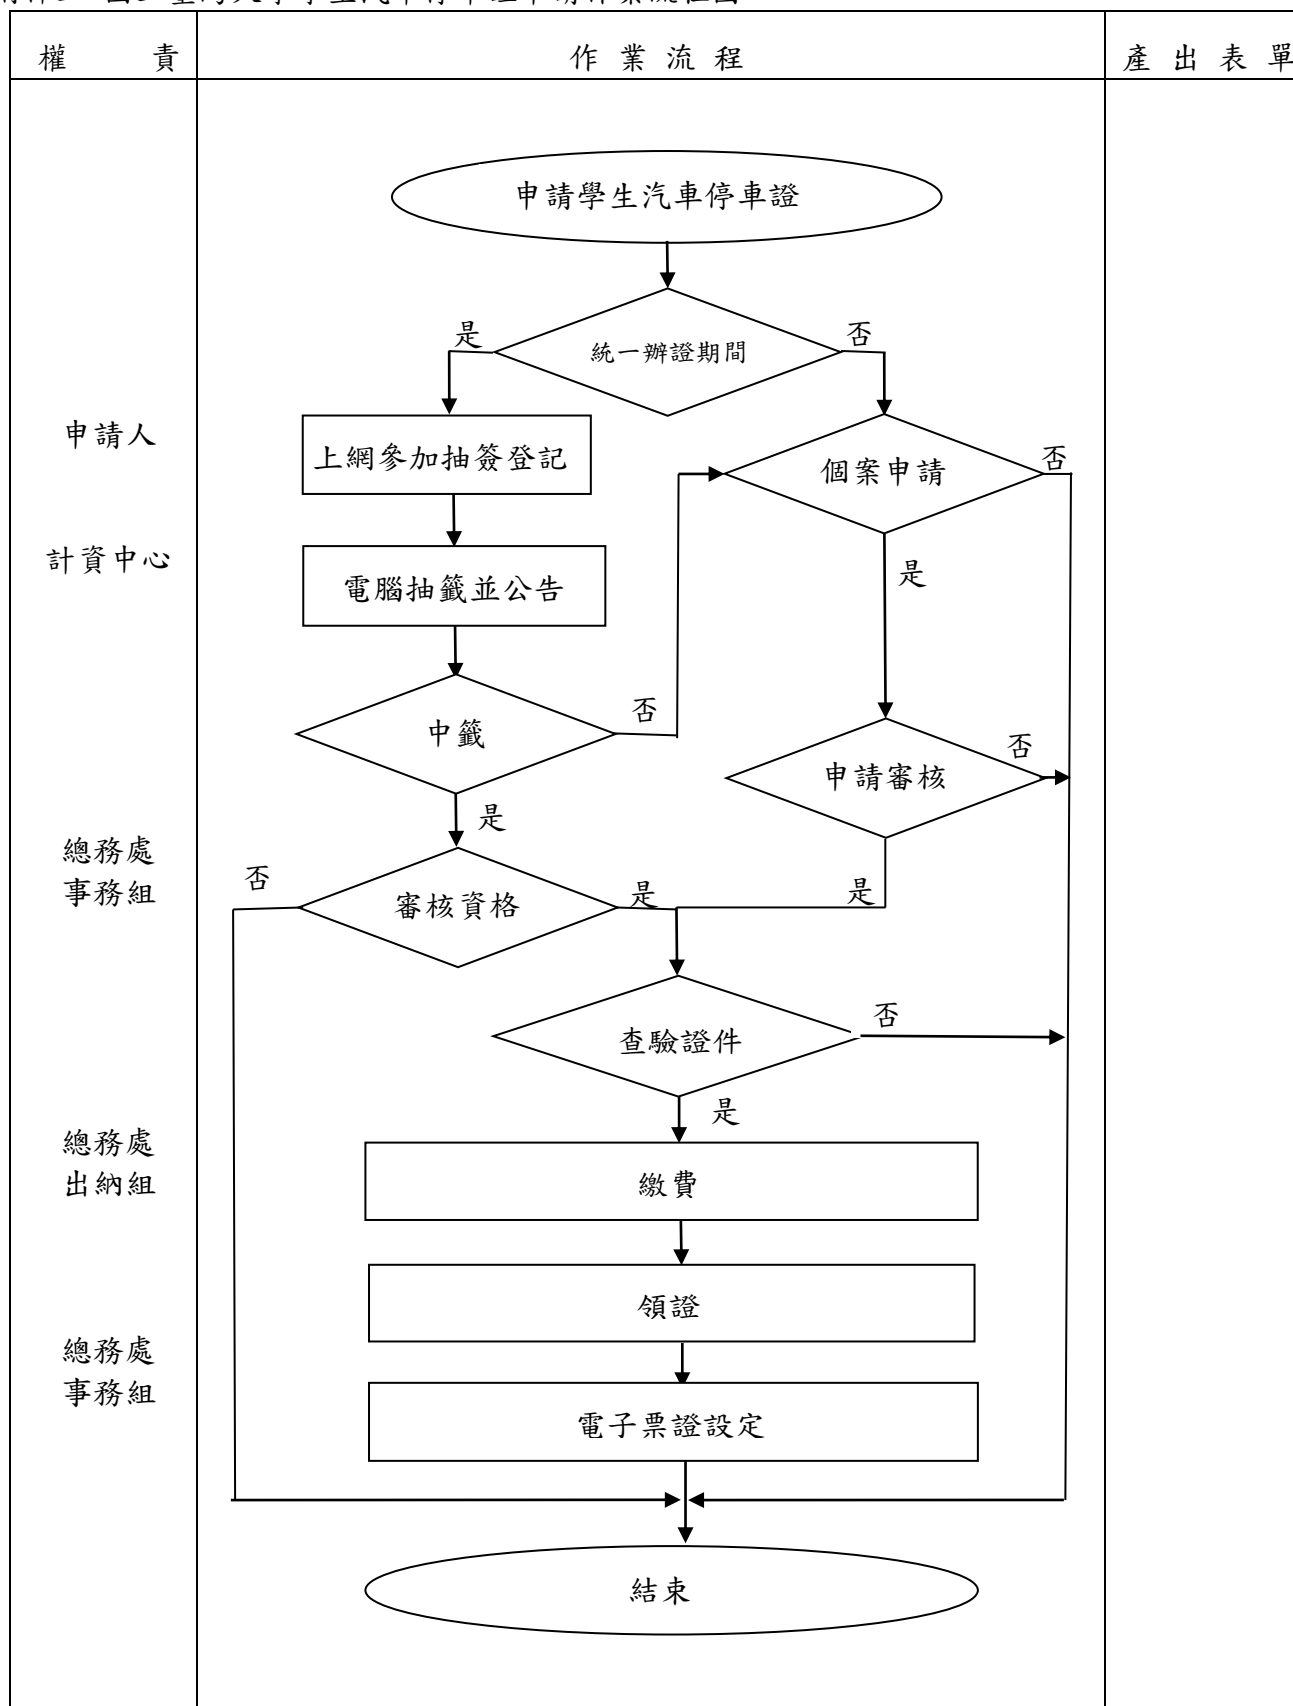 權 責
作 業 流 程
產 出 表 單
申請學生汽車停車證
統一辦證期間
是
否
申請人
上網參加抽簽登記
個案申請
否
計資中心
電腦抽籤並公告
是
中籤
否
申請審核
否
是
總務處
事務組
否
審核資格
是
是
查驗證件
否
是
總務處
出納組
繳費
領證
總務處
事務組
電子票證設定
結束